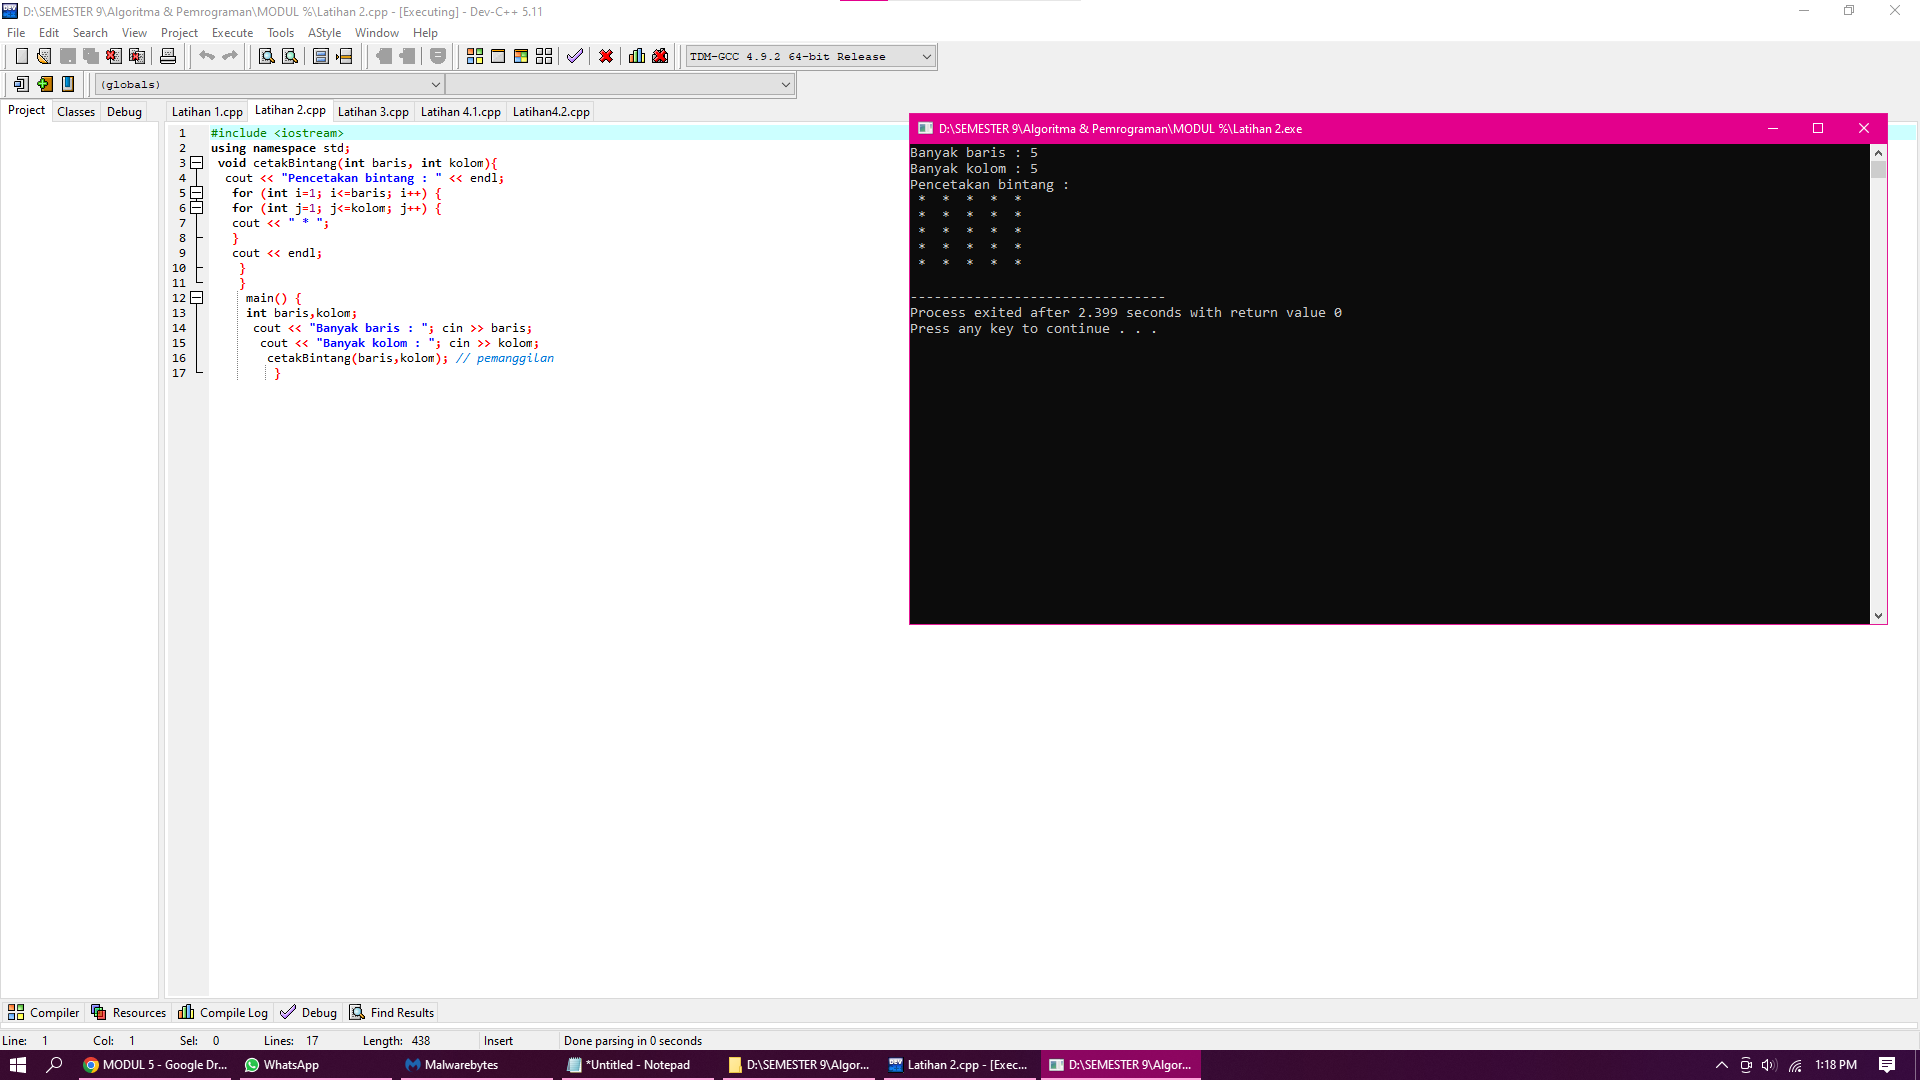 D:\SEMESTER 9\Algoritma & Pemrograman\MODUL %\Latihan 2.cpp - [Executing] - Dev-C++ 5.11
File Edit Search View Project Execute Tools AStyle Window Help
TDM-GCC 4.9.2 64-bit Release
(globals)
Project Classes Debug
Latihan 1.cpp Latihan 2.cpp Latihan 3.cpp Latihan 4.1.cpp Latihan4.2.cpp
1 #include <iostream>
2 using namespace std;
3 void cetakBintang(int baris, int kolom){
4 cout << "Pencetakan bintang : " << endl;
5 for (int i=1; i<=baris; i++) {
6 for (int j=1; j<=kolom; j++) {
7 cout << " * ";
8 }
9 cout << endl;
10 }
11 }
12 main() {
13 int baris,kolom;
14 cout << "Banyak baris : "; cin >> baris;
15 cout << "Banyak kolom : "; cin >> kolom;
16 cetakBintang(baris,kolom); // pemanggilan
17 }
D:\SEMESTER 9\Algoritma & Pemrograman\MODUL %\Latihan 2.exe
Banyak baris : 5
Banyak kolom : 5
Pencetakan bintang :
 *  *  *  *  *
 *  *  *  *  *
 *  *  *  *  *
 *  *  *  *  *
 *  *  *  *  *
--------------------------------
Process exited after 2.399 seconds with return value 0
Press any key to continue . . .
Compiler Resources Compile Log Debug Find Results
Line: 1 Col: 1 Sel: 0 Lines: 17 Length: 438 Insert Done parsing in 0 seconds
MODUL 5 - Google Dr... WhatsApp Malwarebytes *Untitled - Notepad D:\SEMESTER 9\Algor... Latihan 2.cpp - [Exec... D:\SEMESTER 9\Algor... 1:18 PM